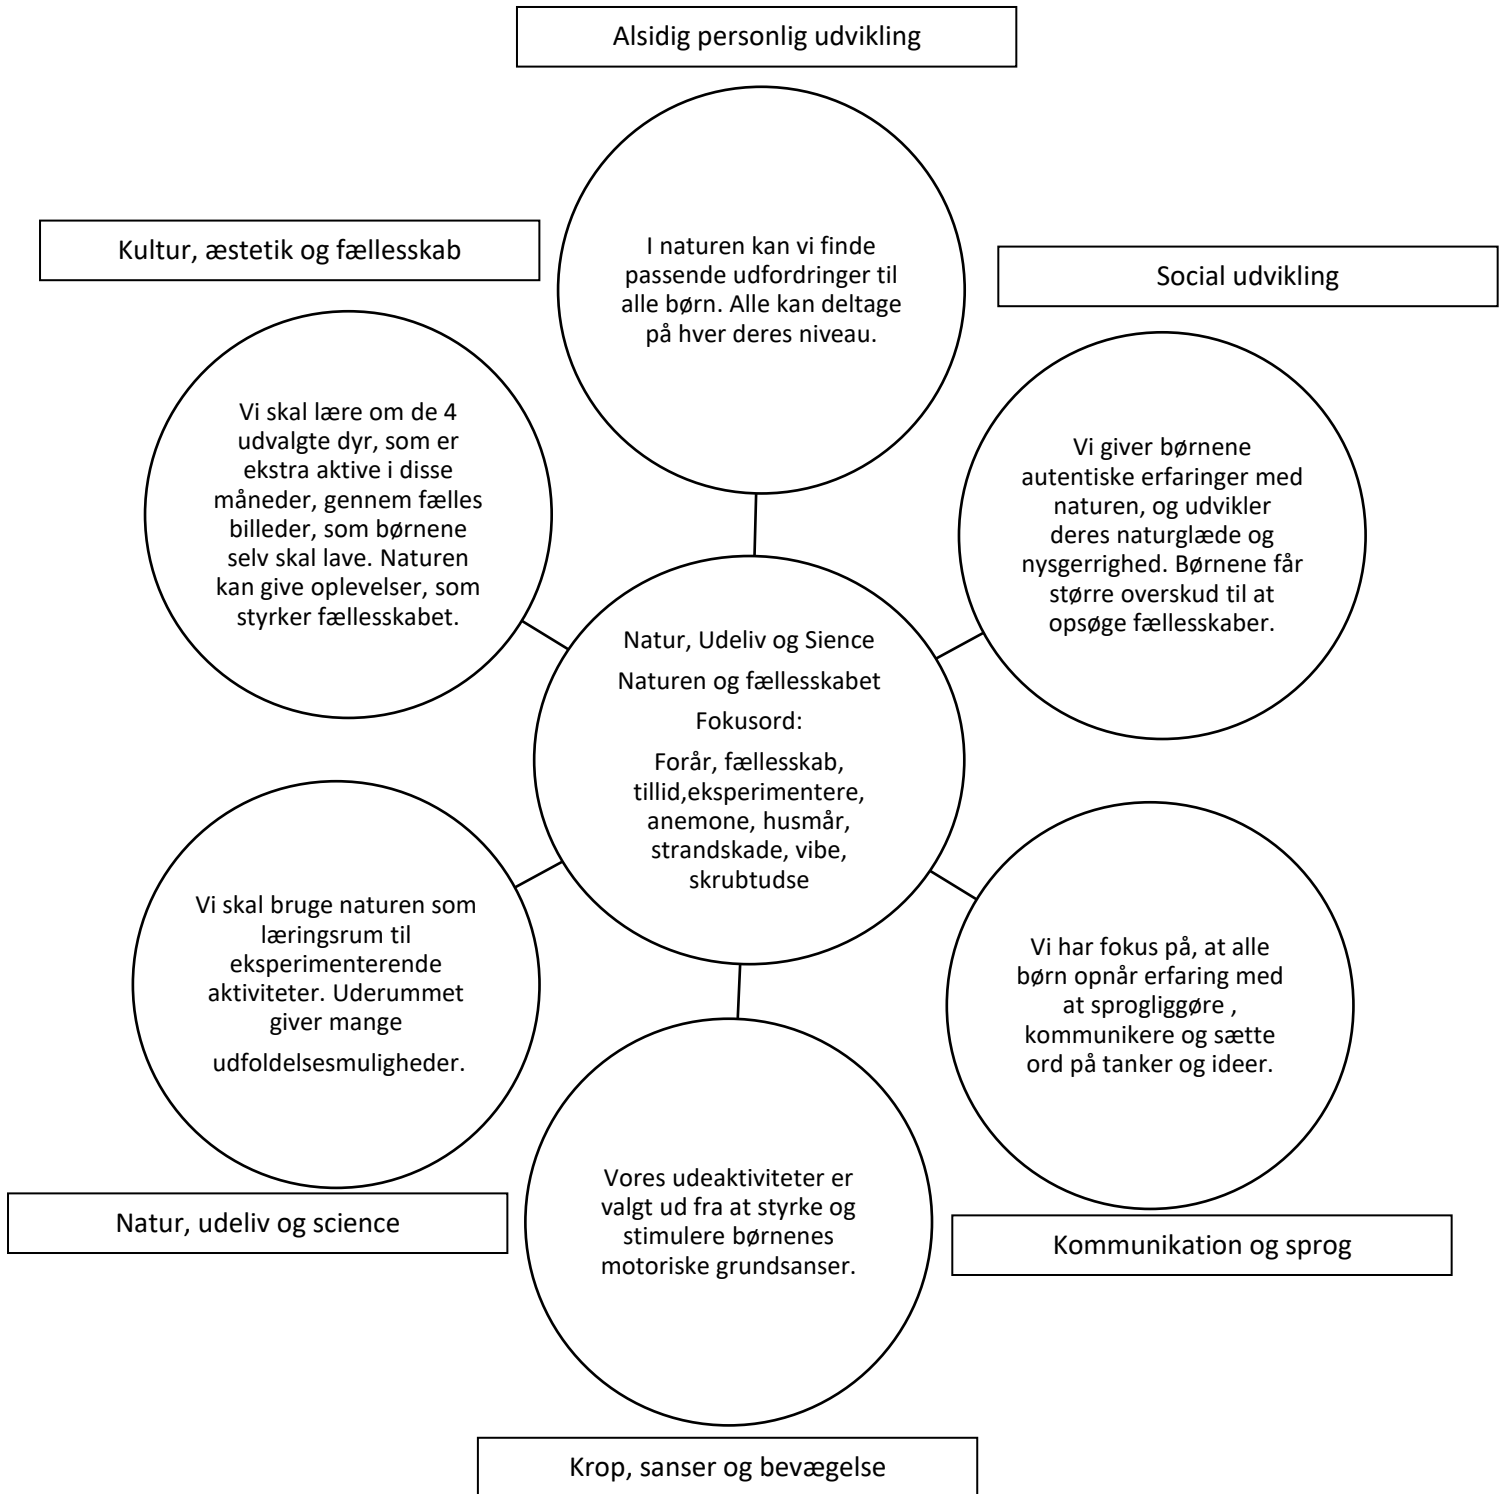 Alsidig personlig udvikling
I naturen kan vi finde
passende udfordringer til
alle børn. Alle kan deltage
på hver deres niveau.
Kultur, æstetik og fællesskab
Vi skal lære om de 4
udvalgte dyr, som er
ekstra aktive i disse
måneder, gennem fælles
billeder, som børnene
selv skal lave. Naturen
kan give oplevelser, som
styrker fællesskabet.
Social udvikling
Vi giver børnene
autentiske erfaringer med
naturen, og udvikler
deres naturglæde og
nysgerrighed. Børnene får
større overskud til at
opsøge fællesskaber.
Natur, Udeliv og Sience
Naturen og fællesskabet
Fokusord:
Forår, fællesskab,
tillid,eksperimentere,
anemone, husmår,
strandskade, vibe,
skrubtudse
Vi skal bruge naturen som
læringsrum til
eksperimenterende
aktiviteter. Uderummet
giver mange
udfoldelsesmuligheder.
Natur, udeliv og science
Vi har fokus på, at alle
børn opnår erfaring med
at sprogliggøre ,
kommunikere og sætte
ord på tanker og ideer.
Kommunikation og sprog
Vores udeaktiviteter er
valgt ud fra at styrke og
stimulere børnenes
motoriske grundsanser.
Krop, sanser og bevægelse